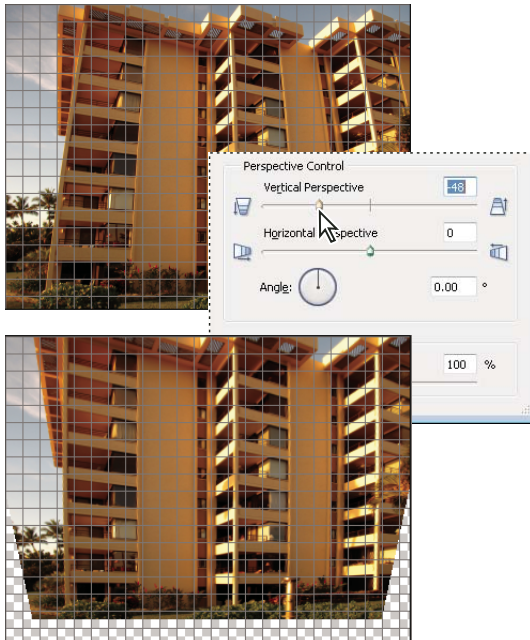 Perspective Control
Vertical Perspective
-48
Horizontal
spective
0
Angle:
0.00 °
100 %